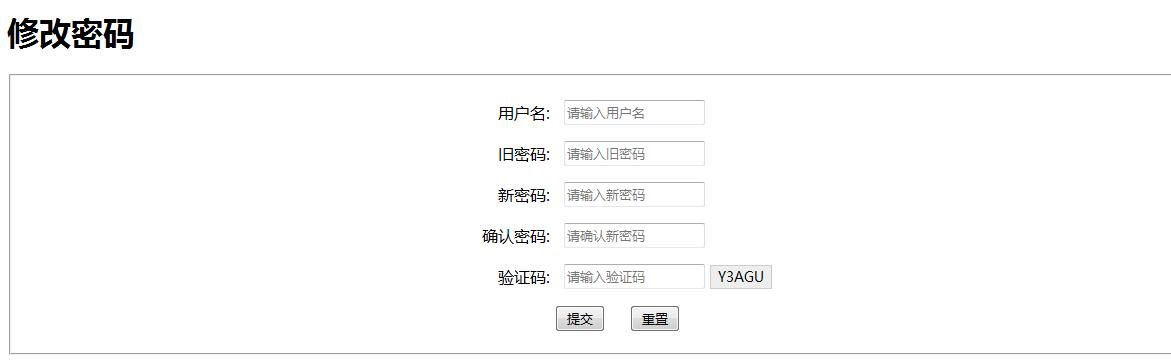 修改密码
用户名: 请输入用户名
旧密码: 请输入旧密码
新密码: 请输入新密码
确认密码: 请确认新密码
验证码: 请输入验证码 Y3AGU
提交 重置